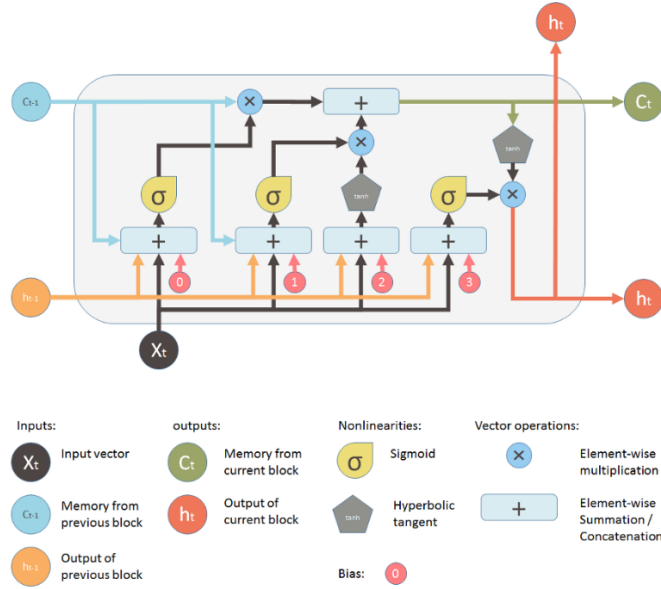 hₜ
Cₜ₋₁
×
+
Cₜ
×
tanh
σ
σ
tanh
σ
×
+
+
+
+
0
1
2
3
hₜ₋₁
hₜ
Xₜ
Inputs:
outputs:
Nonlinearities:
Vector operations:
Xₜ
Input vector
Cₜ
Memory from
current block
σ
Sigmoid
×
Element-wise
multiplication
Cₜ₋₁
Memory from
previous block
hₜ
Output of
current block
tanh
Hyperbolic
tangent
+
Element-wise
Summation /
Concatenation
hₜ₋₁
Output of
previous block
Bias:
0